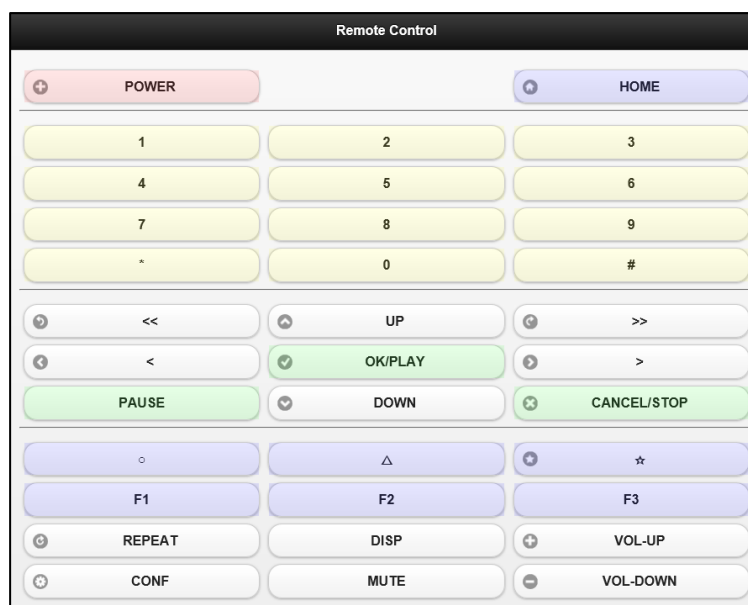 Remote Control
POWER HOME
1 2 3
4 5 6
7 8 9
* 0 #
<< UP >>
< OK/PLAY >
PAUSE DOWN CANCEL/STOP
○ △ ☆
F1 F2 F3
REPEAT DISP VOL-UP
CONF MUTE VOL-DOWN